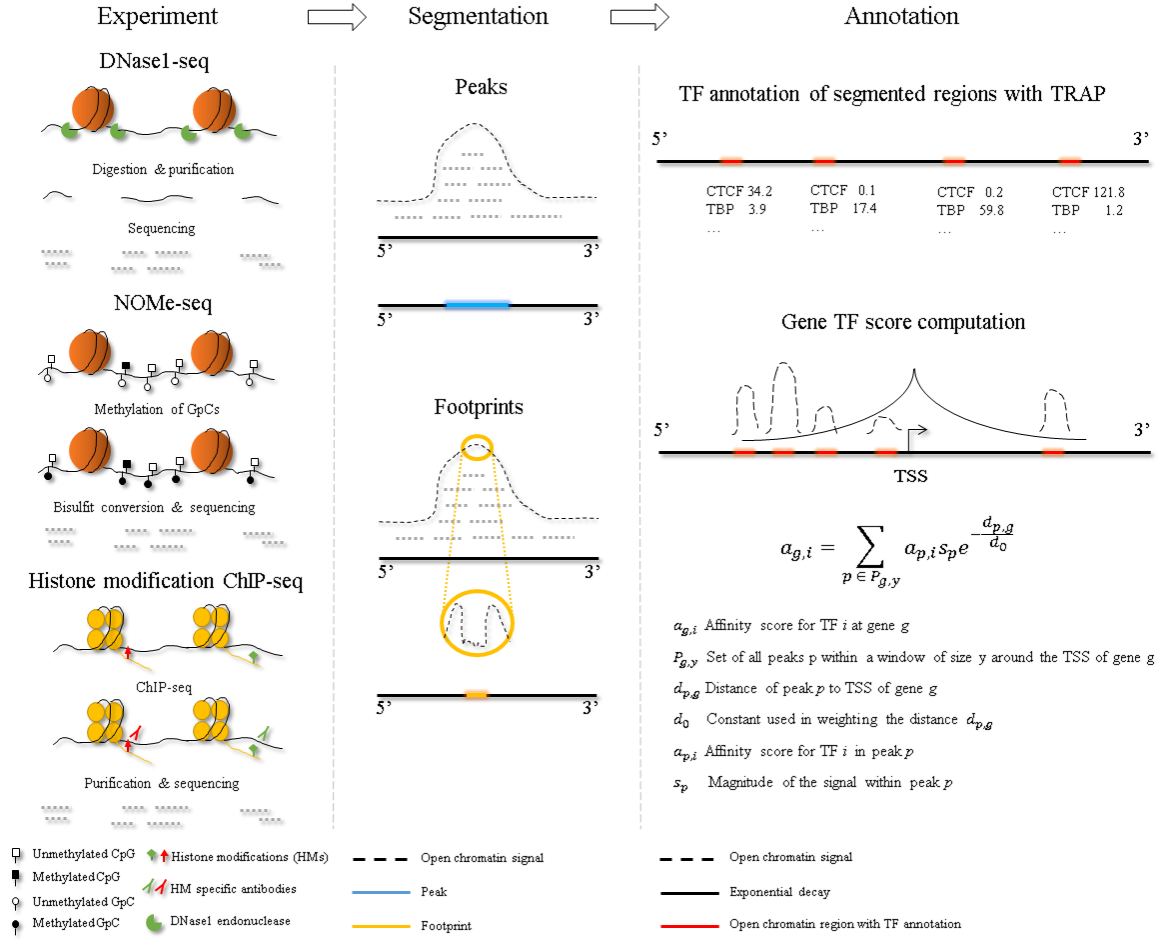 Experiment
Segmentation
Annotation
DNase1-seq
Digestion & purification
Sequencing
NOMe-seq
Methylation of GpCs
Bisulfit conversion & sequencing
Histone modification ChIP-seq
ChIP-seq
Purification & sequencing
Unmethylated CpG
Methylated CpG
Unmethylated GpC
Methylated GpC
Histone modifications (HMs)
HM specific antibodies
DNase1 endonuclease
Peaks
5’ 3’
5’ 3’
Footprints
5’ 3’
5’ 3’
Open chromatin signal
Peak
Footprint
TF annotation of segmented regions with TRAP
5’ 3’
CTCF 34.2
TBP 3.9
...
CTCF 0.1
TBP 17.4
...
CTCF 0.2
TBP 59.8
...
CTCF 121.8
TBP 1.2
...
Gene TF score computation
5’ 3’
TSS
a_{g,i} = ∑_{p ∈ P_{g,y}} a_{p,i} s_p e^{-\frac{d_{p,g}}{d_0}}
a_{g,i} Affinity score for TF i at gene g
P_{g,y} Set of all peaks p within a window of size y around the TSS of gene g
d_{p,g} Distance of peak p to TSS of gene g
d_0 Constant used in weighting the distance d_{p,g}
a_{p,i} Affinity score for TF i in peak p
s_p Magnitude of the signal within peak p
Open chromatin signal
Exponential decay
Open chromatin region with TF annotation